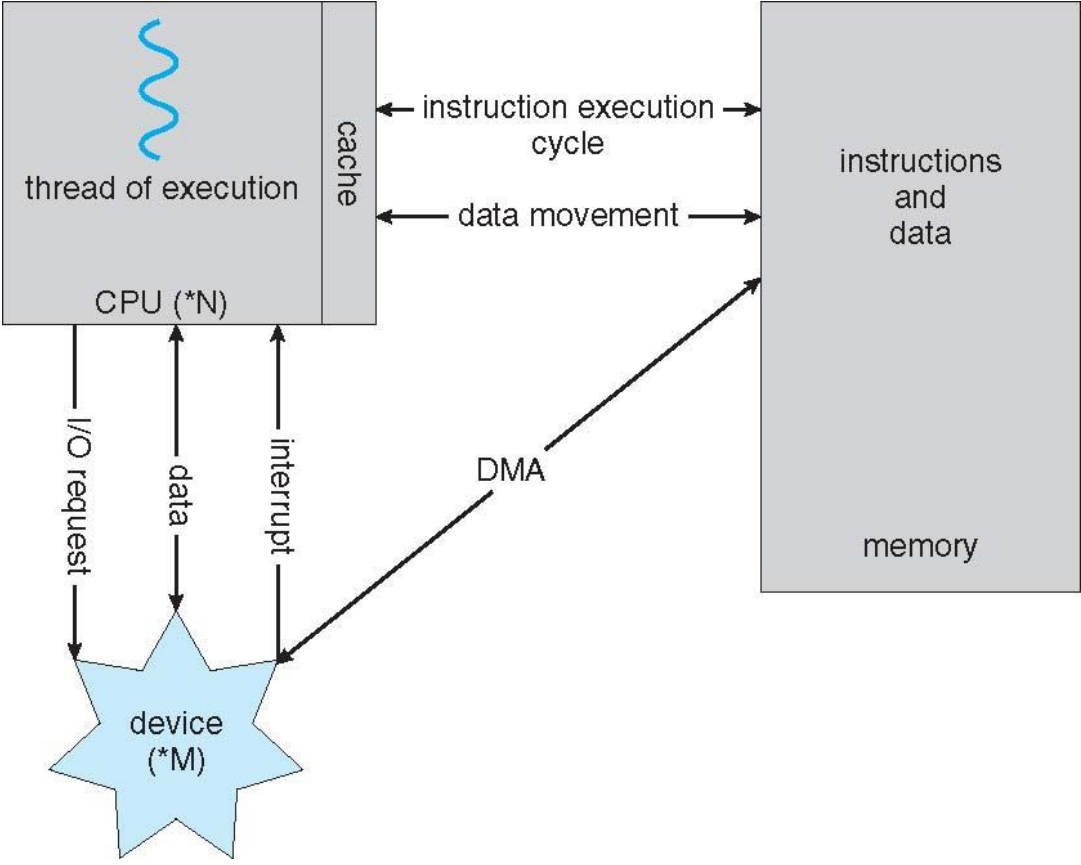 thread of execution
CPU (*N)
cache
instruction execution
cycle
data movement
instructions
and
data
memory
I/O request
data
interrupt
DMA
device
(*M)